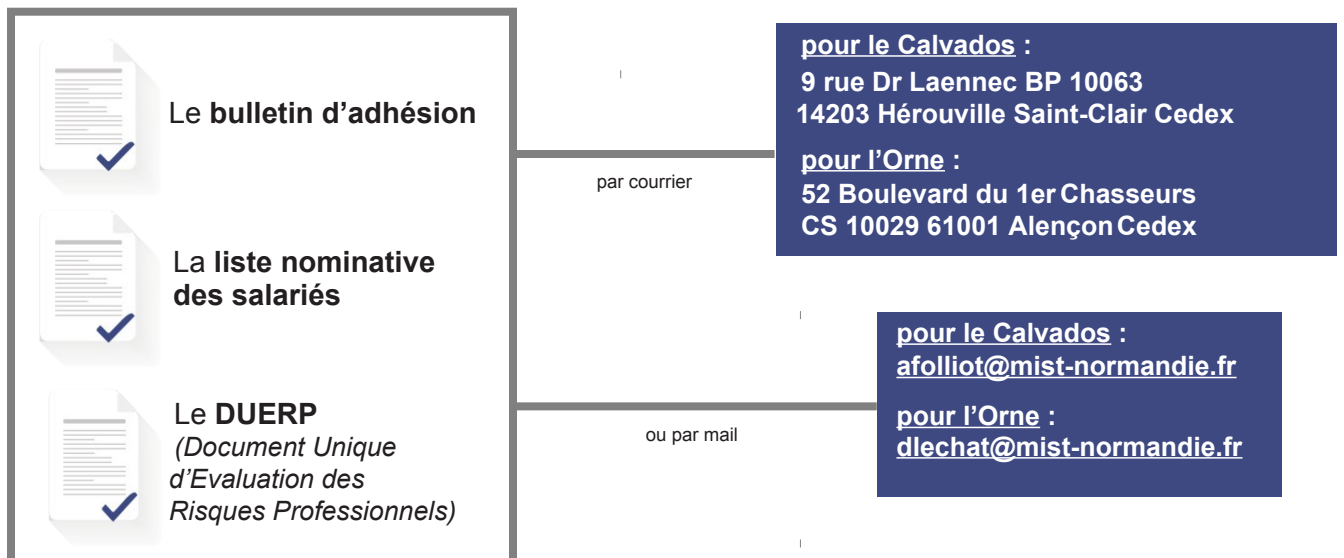 Le bulletin d’adhésion
La liste nominative
des salariés
Le DUERP
(Document Unique
d’Evaluation des
Risques Professionnels)
par courrier
pour le Calvados :
9 rue Dr Laennec BP 10063
14203 Hérouville Saint-Clair Cedex
pour l’Orne :
52 Boulevard du 1er Chasseurs
CS 10029 61001 Alençon Cedex
ou par mail
pour le Calvados :
afolliot@mist-normandie.fr
pour l’Orne :
dlechat@mist-normandie.fr